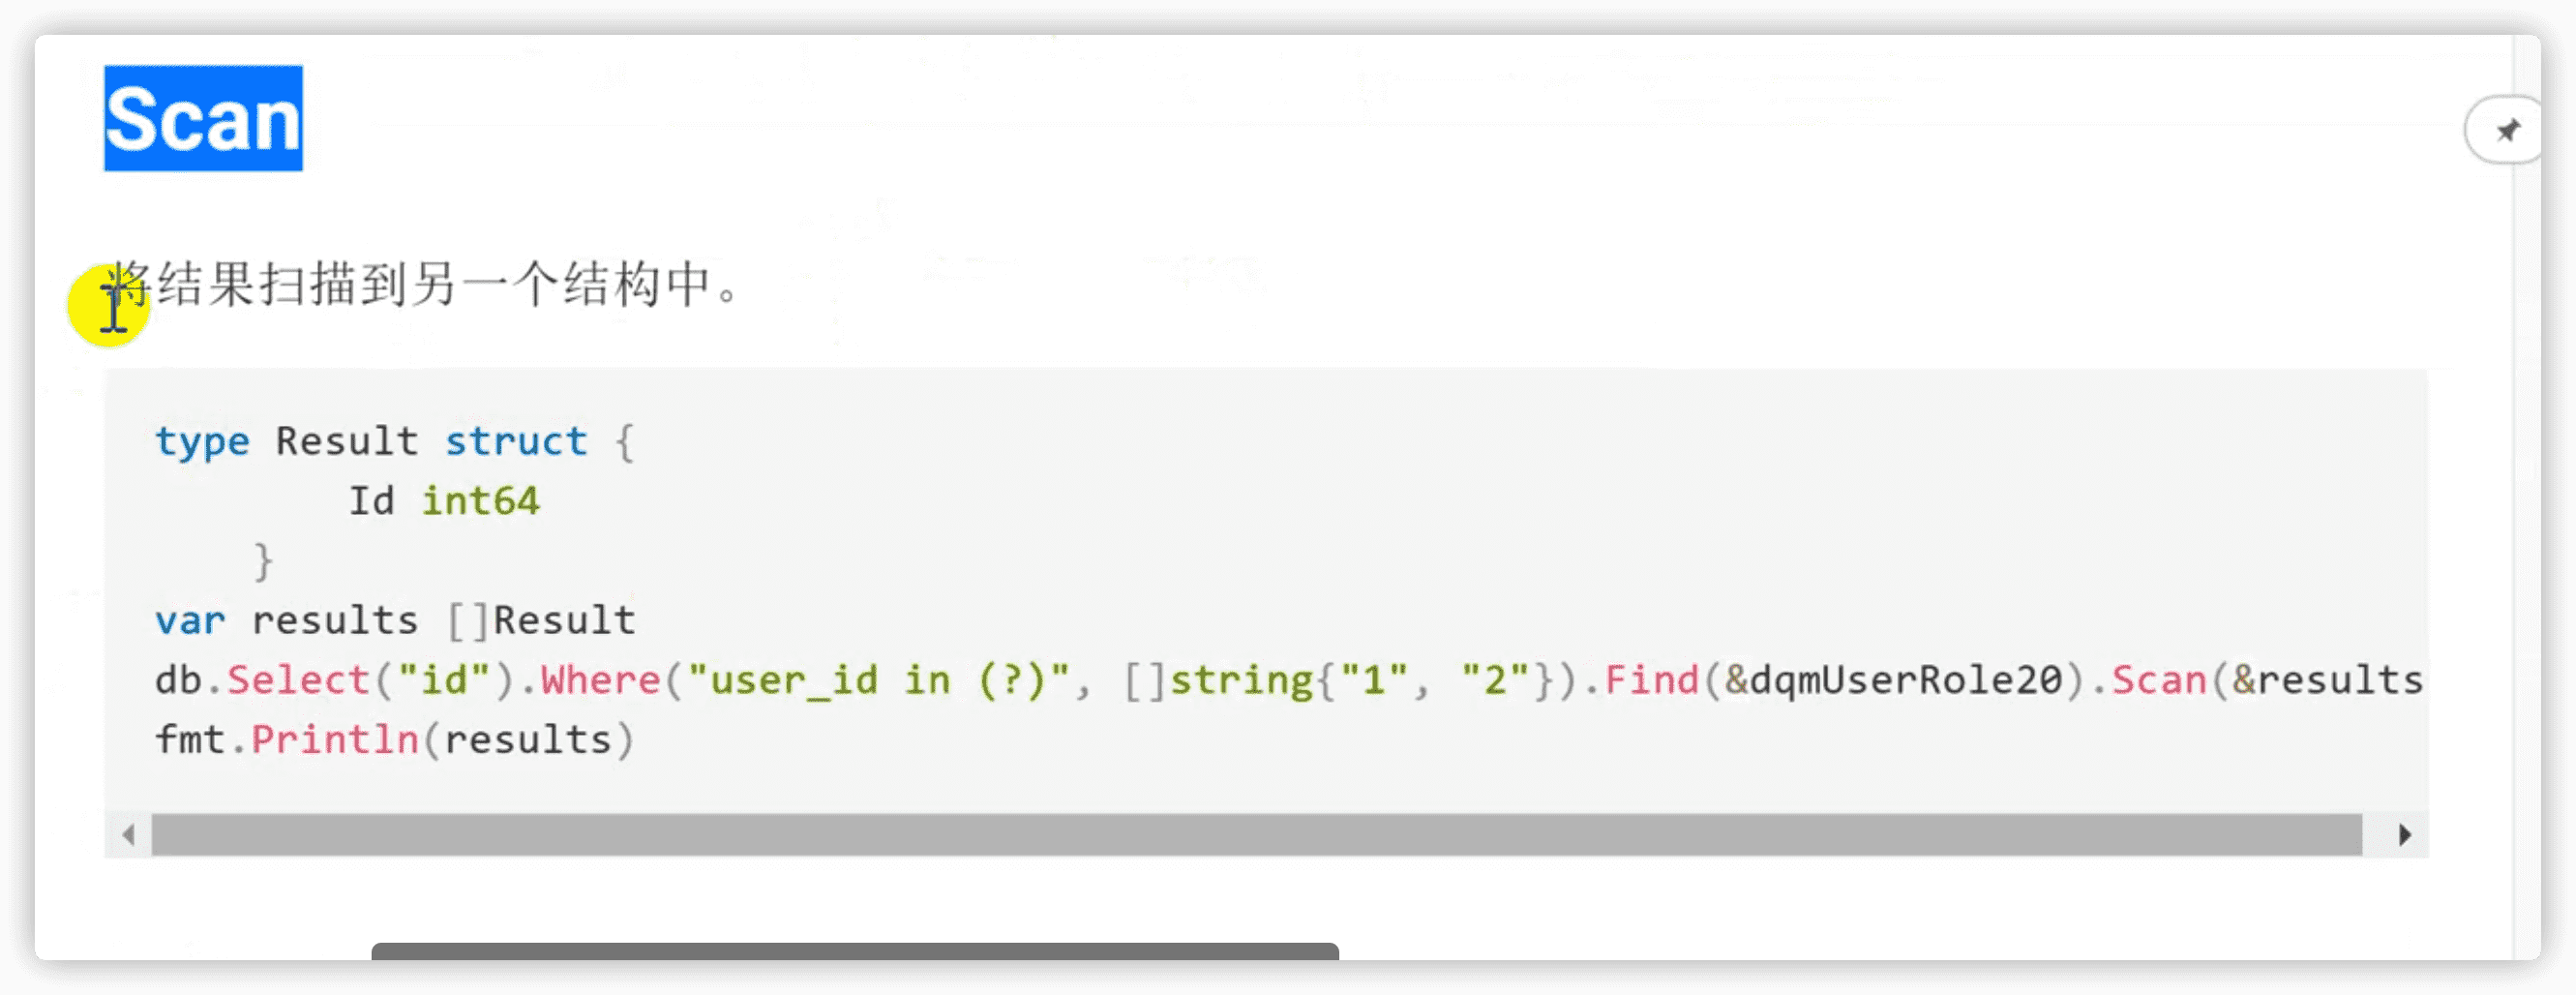 Scan
将结果扫描到另一个结构中。
type Result struct {
Id int64
}
var results []Result
db.Select("id").Where("user_id in (?)", []string{"1", "2"}).Find(&dqmUserRole20).Scan(&results
fmt.Println(results)